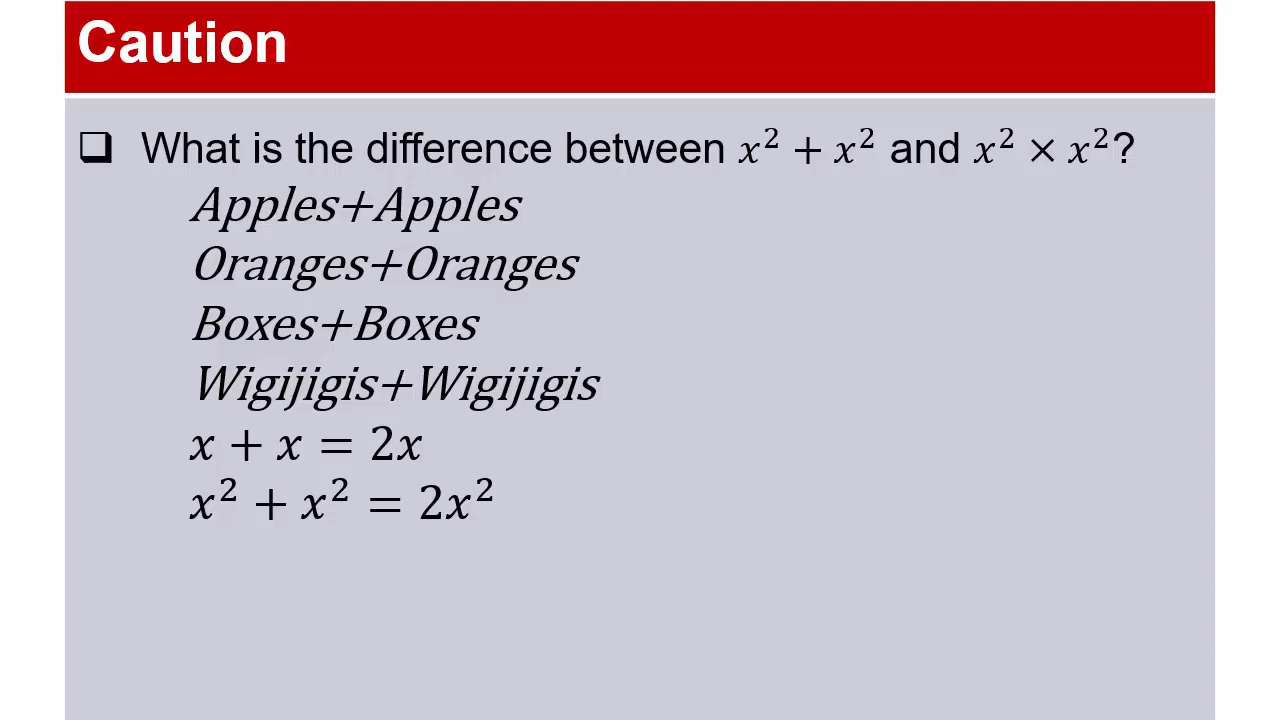 Caution
❑ What is the difference between x² + x² and x² × x²?
Apples+Apples
Oranges+Oranges
Boxes+Boxes
Wigijigis+Wigijigis
x + x = 2x
x² + x² = 2x²